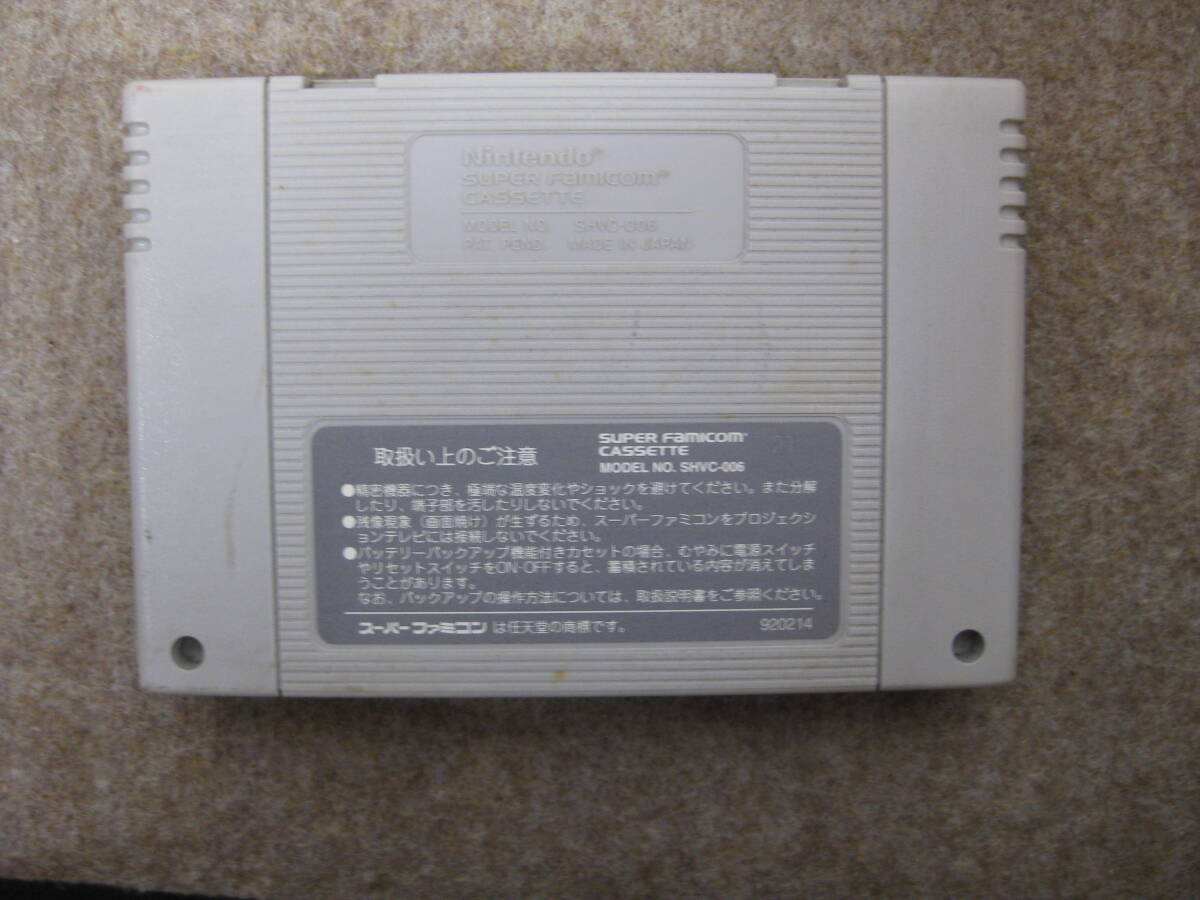 Nintendo®
SUPER FAMICOM®
CASSETTE
MODEL NO. SHVC-006
PAT. PEND. MADE IN JAPAN
取扱い上のご注意
SUPER FAMICOM
CASSETTE
MODEL NO. SHVC-006
●精密機器につき、極端な温度変化やショックを避けてください。また分解
したり、端子部を汚したりしないでください。
●残像現象(画面焼け)が生ずるため、スーパーファミコンをプロジェクシ
ョンテレビには接続しないでください。
●バッテリーバックアップ機能付きカセットの場合、むやみに電源スイッチ
やリセットスイッチをON-OFFすると、蓄積されている内容が消えてしま
うことがあります。
なお、バックアップの操作方法については、取扱説明書をご参照ください。
スーパーファミコンは任天堂の商標です。
920214